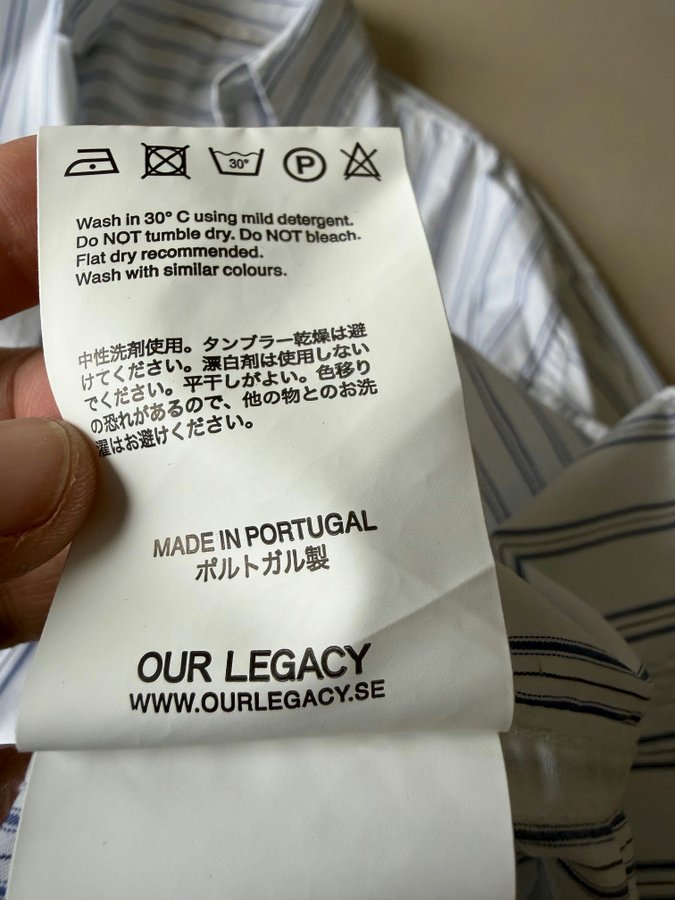 30°
P
Wash in 30° C using mild detergent.
Do NOT tumble dry. Do NOT bleach.
Flat dry recommended.
Wash with similar colours.
中性洗剤使用。タンブラー乾燥は避
けてください。漂白剤は使用しない
でください。平干しがよい。色移り
の恐れがあるので、他の物とのお洗
濯はお避けください。
MADE IN PORTUGAL
ポルトガル製
OUR LEGACY
WWW.OURLEGACY.SE